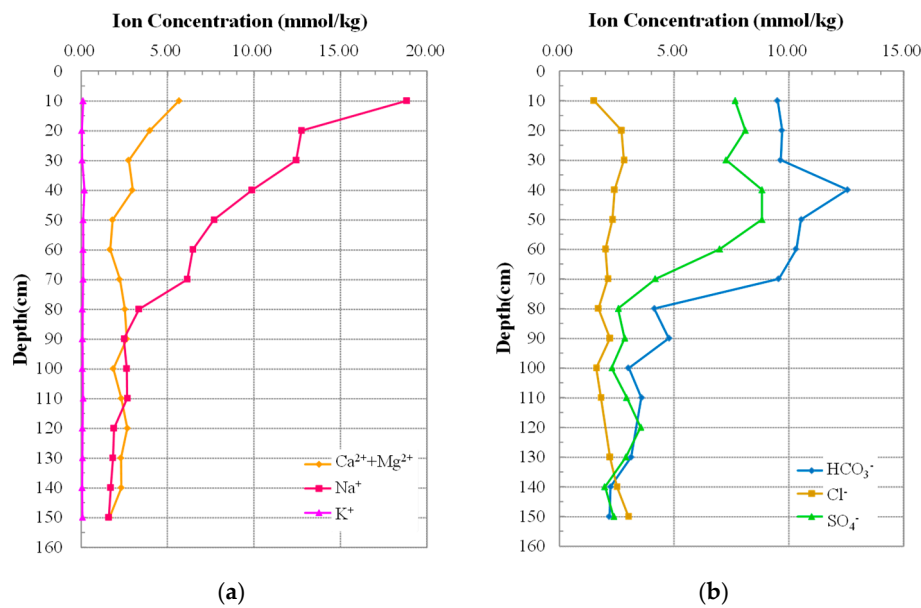 Ion Concentration (mmol/kg)
0.00 5.00 10.00 15.00 20.00
0
10
20
30
40
50
60
70
80
90
100
110
120
130
140
150
160
Depth(cm)
Ca²⁺+Mg²⁺
Na⁺
K⁺
(a)
Ion Concentration (mmol/kg)
0.00 5.00 10.00 15.00
0
10
20
30
40
50
60
70
80
90
100
110
120
130
140
150
160
Depth(cm)
HCO₃⁻
Cl⁻
SO₄⁻
(b)